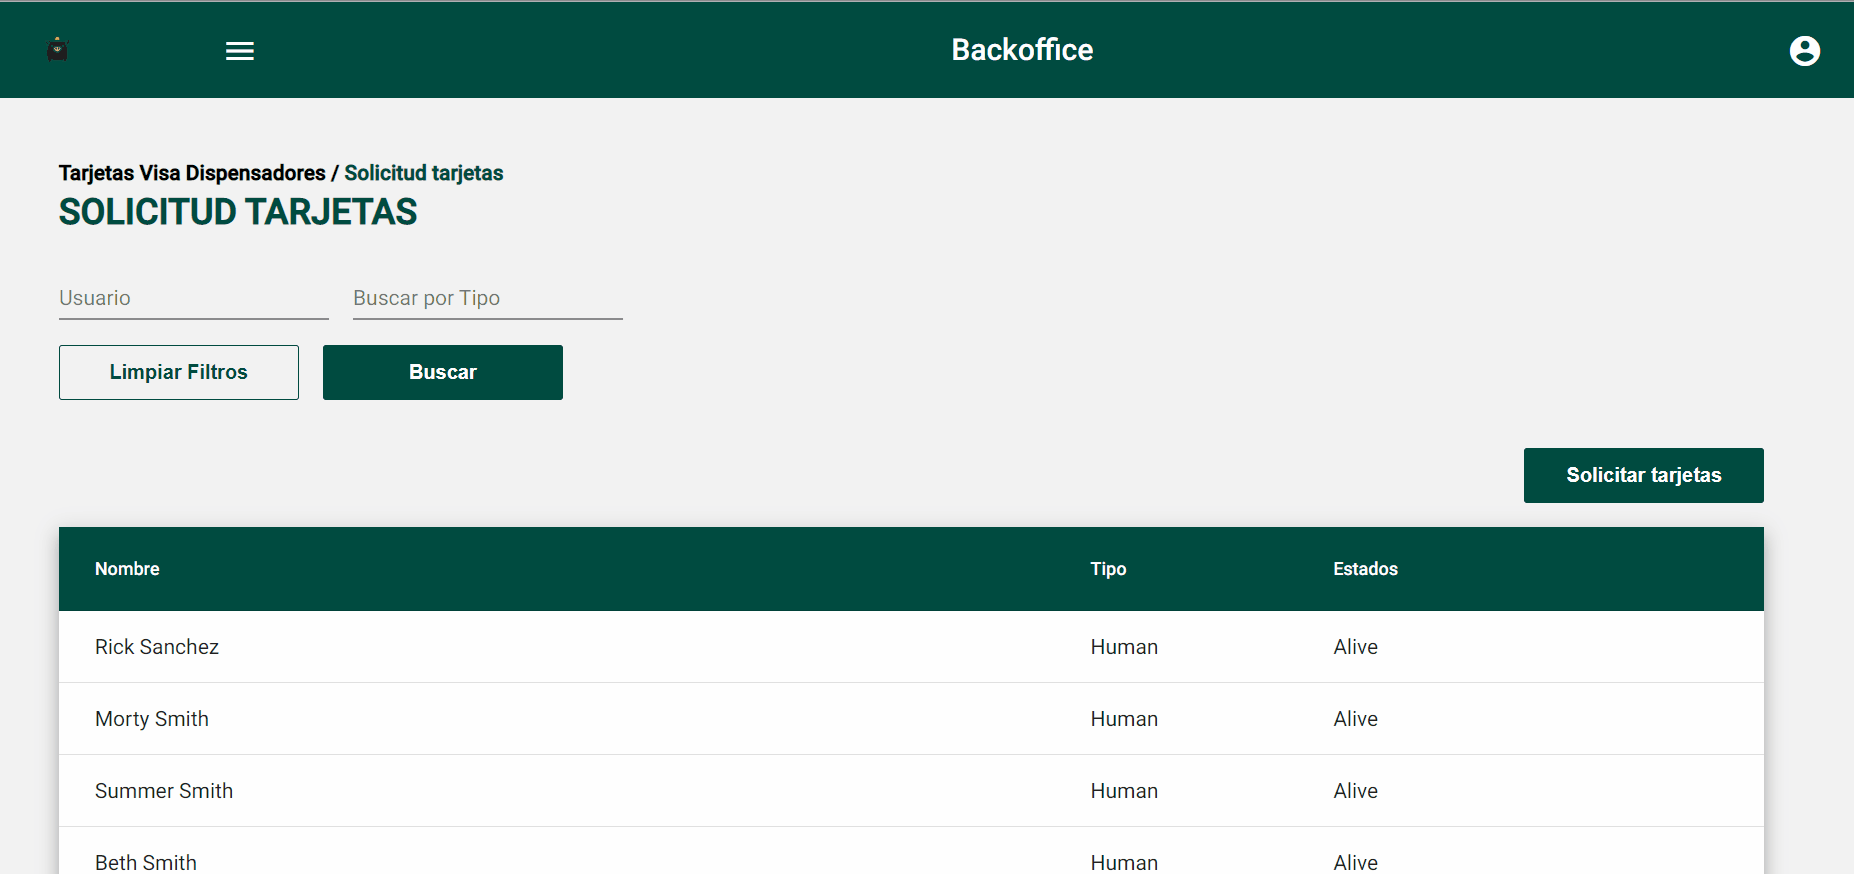 Backoffice
Tarjetas Visa Dispensadores / Solicitud tarjetas
SOLICITUD TARJETAS
Usuario Buscar por Tipo
Limpiar Filtros Buscar
Solicitar tarjetas
Nombre Tipo Estados
Rick Sanchez Human Alive
Morty Smith Human Alive
Summer Smith Human Alive
Beth Smith Human Alive